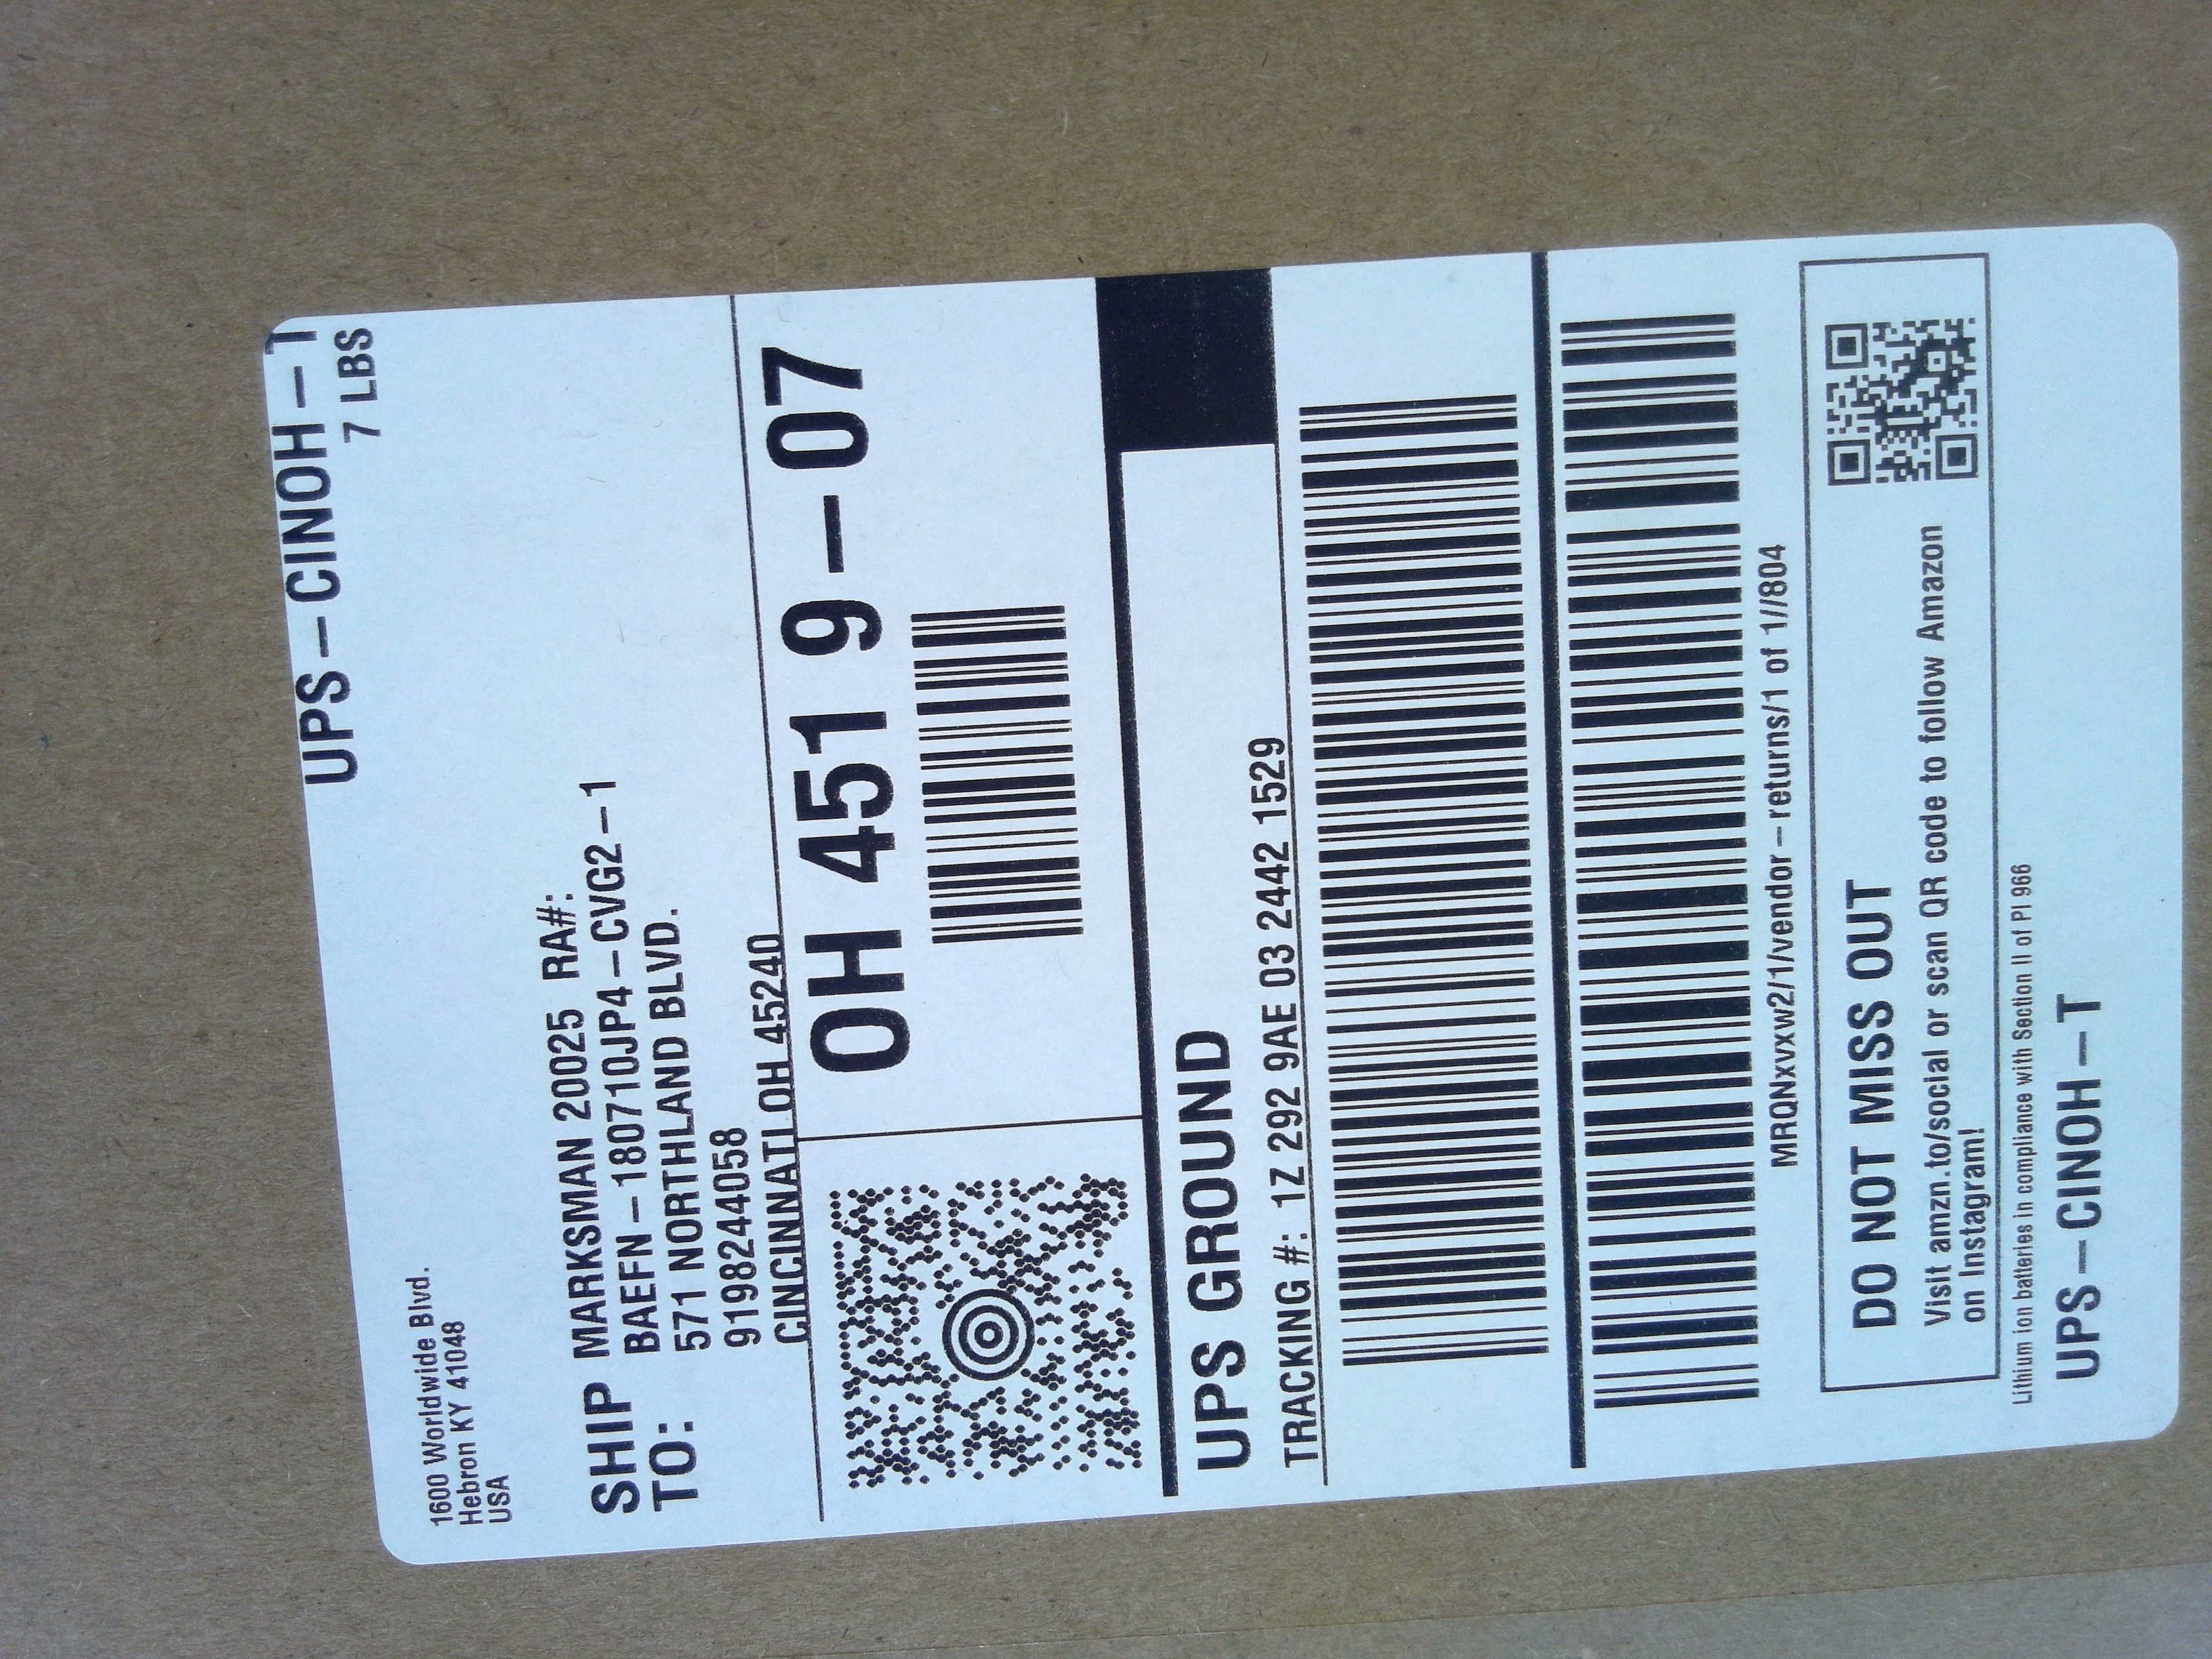 UPS-CINOH-T
7 LBS
1600 Worldwide Blvd.
Hebron KY 41048
USA
SHIP TO:
MARKSMAN 20025 RA#:
BAEFN-180710JP4-CVG2-1
571 NORTHLAND BLVD.
9198244058
CINCINNATI OH 45240
OH 451 9-07
UPS GROUND
TRACKING #: 1Z 292 9AE 03 2442 1529
MRQNxvxw2/1/vendor-returns/1 of 1//804
DO NOT MISS OUT
Visit amzn.to/social or scan QR code to follow Amazon
on Instagram!
Lithium ion batteries in compliance with Section II of PI 966
UPS-CINOH-T